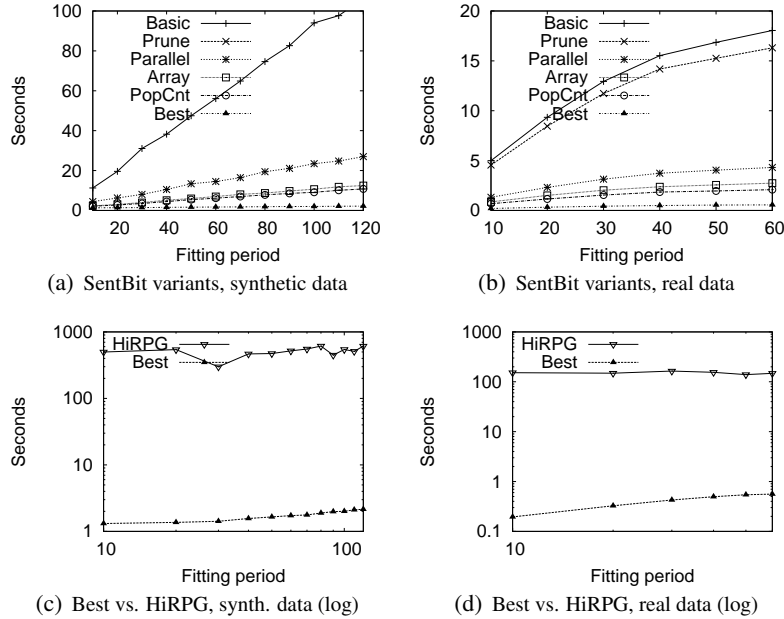 100
80
60
40
20
0
Seconds
Basic
Prune
Parallel
Array
PopCnt
Best
20 40 60 80 100 120
Fitting period
(a) SentBit variants, synthetic data
20
15
10
5
0
Seconds
Basic
Prune
Parallel
Array
PopCnt
Best
10 20 30 40 50 60
Fitting period
(b) SentBit variants, real data
1000
100
10
1
Seconds
HiRPG
Best
10 100
Fitting period
(c) Best vs. HiRPG, synth. data (log)
1000
100
10
1
0.1
Seconds
HiRPG
Best
10
Fitting period
(d) Best vs. HiRPG, real data (log)